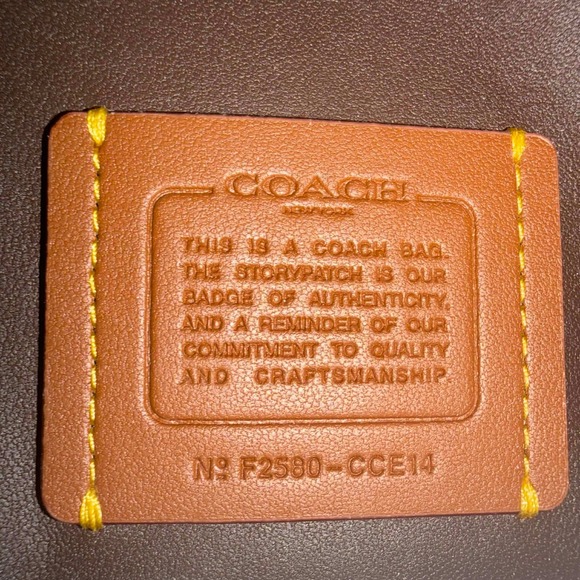 COACH
NEW YORK
THIS IS A COACH BAG.
THE STORYPATCH IS OUR
BADGE OF AUTHENTICITY,
AND A REMINDER OF OUR
COMMITMENT TO QUALITY
AND CRAFTSMANSHIP.
Nº F2580-CCE14